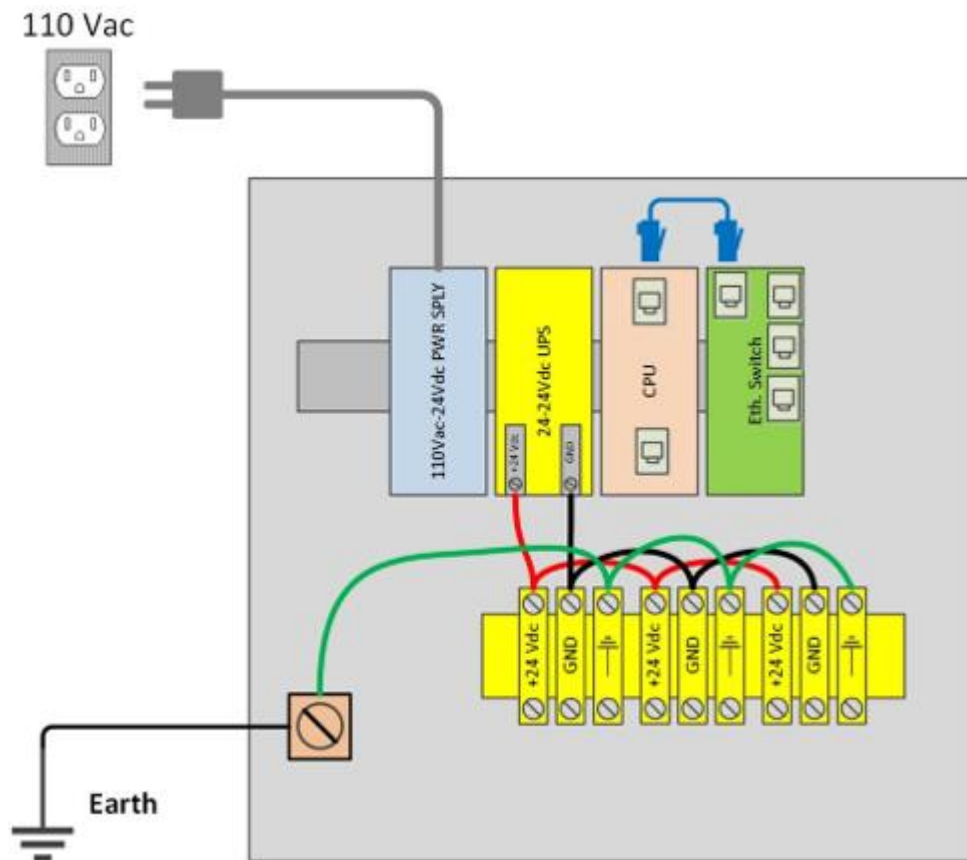 110 Vac
110Vac-24Vdc PWR SPLY
24-24Vdc UPS
+24 Vdc
GND
CPU
Eth. Switch
+24 Vdc
GND
+24 Vdc
GND
+24 Vdc
GND
Earth